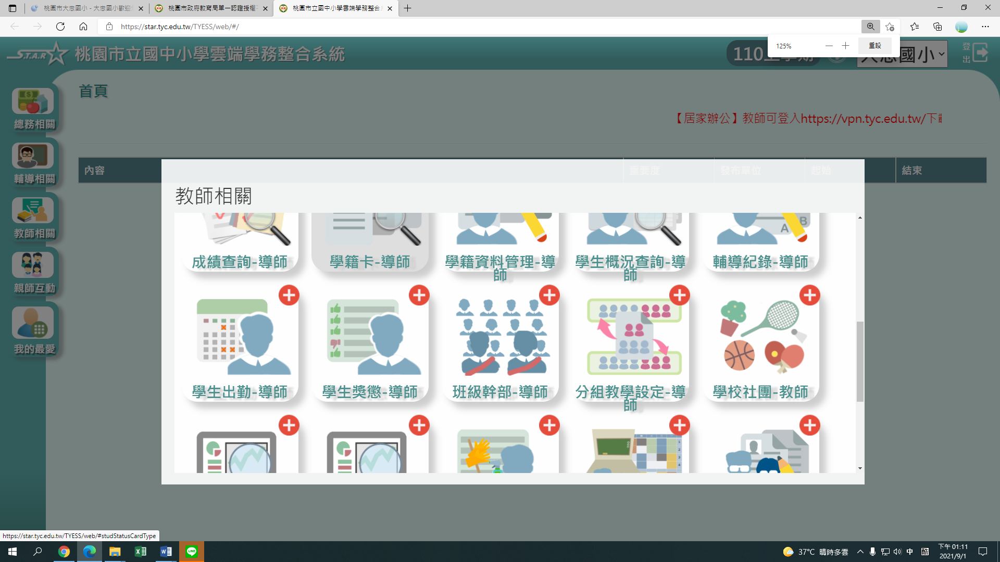 桃園市大忠國小 - 大忠國小歡迎
桃園市政府教育局單一認證授權
桃園市立國中小學雲端學務整合
https://star.tyc.edu.tw/TYESS/web/#/
125%
重設
S.T.A.R
桃園市立國中小學雲端學務整合系統
國小
登出
首頁
【居家辦公】教師可登入https://vpn.tyc.edu.tw/下載
總務相關
輔導相關
教師相關
親師互動
我的最愛
內容
重要度
發布單位
起始
結束
教師相關
成績查詢-導師
學籍卡-導師
學籍資料管理-導師
學生概況查詢-導師
輔導紀錄-導師
學生出勤-導師
學生獎懲-導師
班級幹部-導師
分組教學設定-導師
學校社團-教師
https://star.tyc.edu.tw/TYESS/web/#studStatusCardType
37°C 晴時多雲
中
酷
下午 01:11
2021/9/1